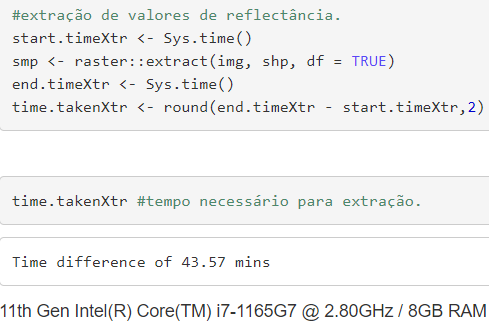 #extração de valores de reflectância.
start.timeXtr <- Sys.time()
smp <- raster::extract(img, shp, df = TRUE)
end.timeXtr <- Sys.time()
time.takenXtr <- round(end.timeXtr - start.timeXtr,2)
time.takenXtr #tempo necessário para extração.
Time difference of 43.57 mins
11th Gen Intel(R) Core(TM) i7-1165G7 @ 2.80GHz / 8GB RAM